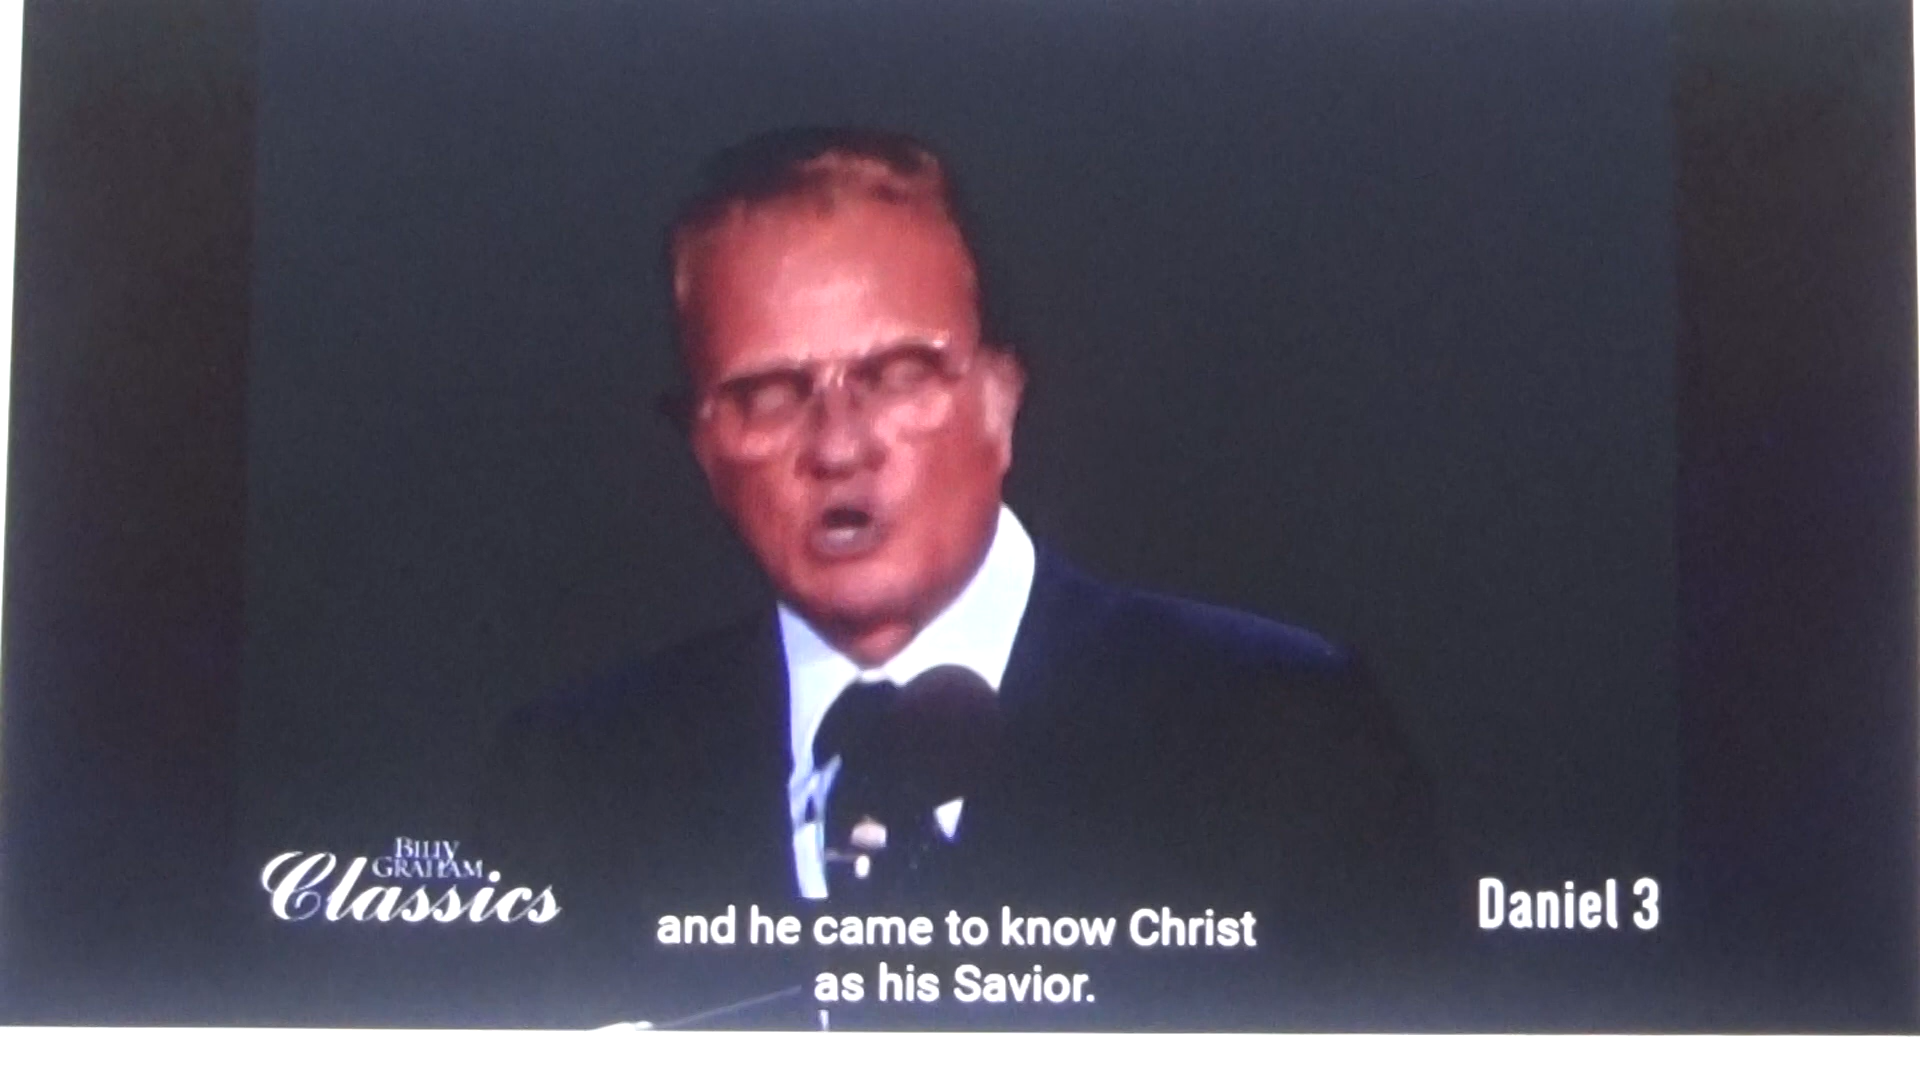 BILLY
GRAHAM
Classics
Daniel 3
and he came to know Christ
as his Savior.